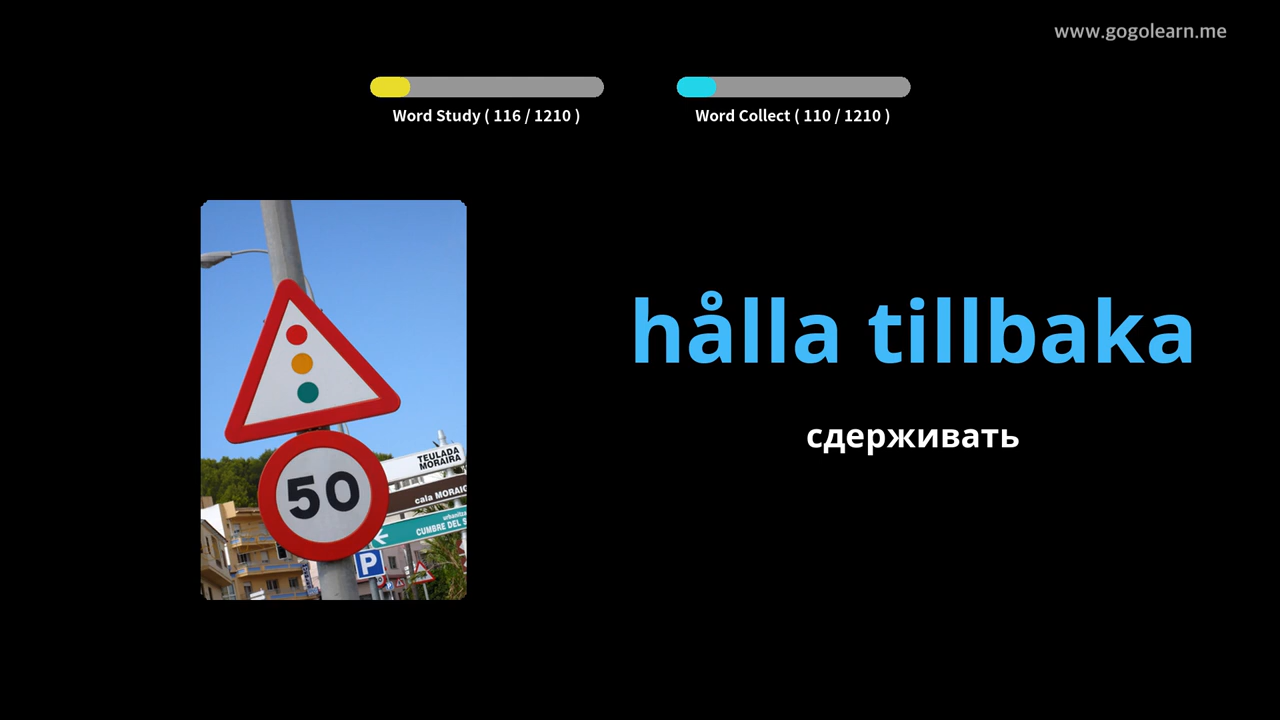 www.gogolearn.me
Word Study ( 116 / 1210 )
Word Collect ( 110 / 1210 )
hålla tillbaka
сдерживать
50
TEULADA
MORAIRA
cala MORAIG
CUMBRE DEL S
P